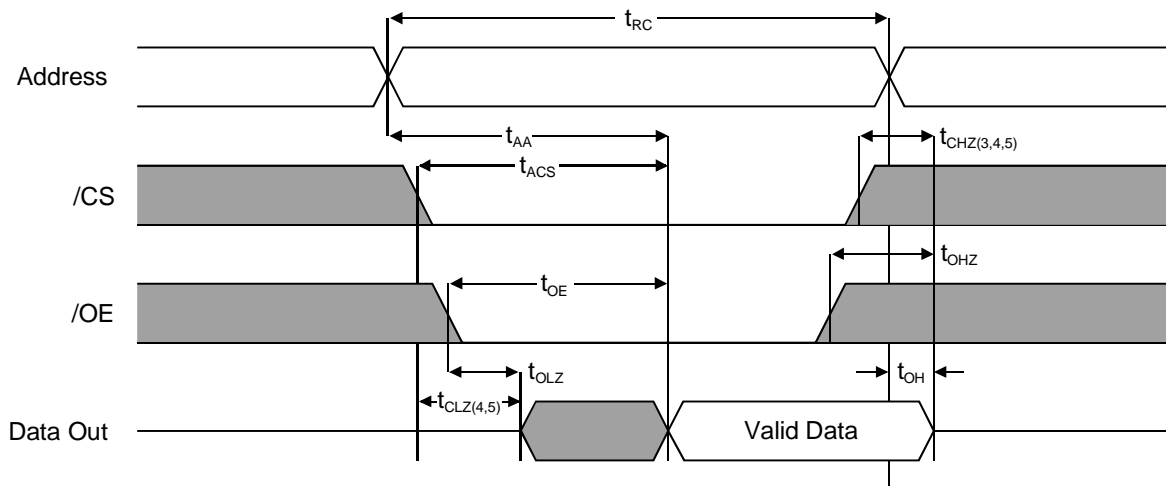 tRC
Address
tAA
tCHZ(3,4,5)
tACS
/CS
tOHZ
tOE
/OE
tOLZ
tOH
tCLZ(4,5)
Data Out
Valid Data